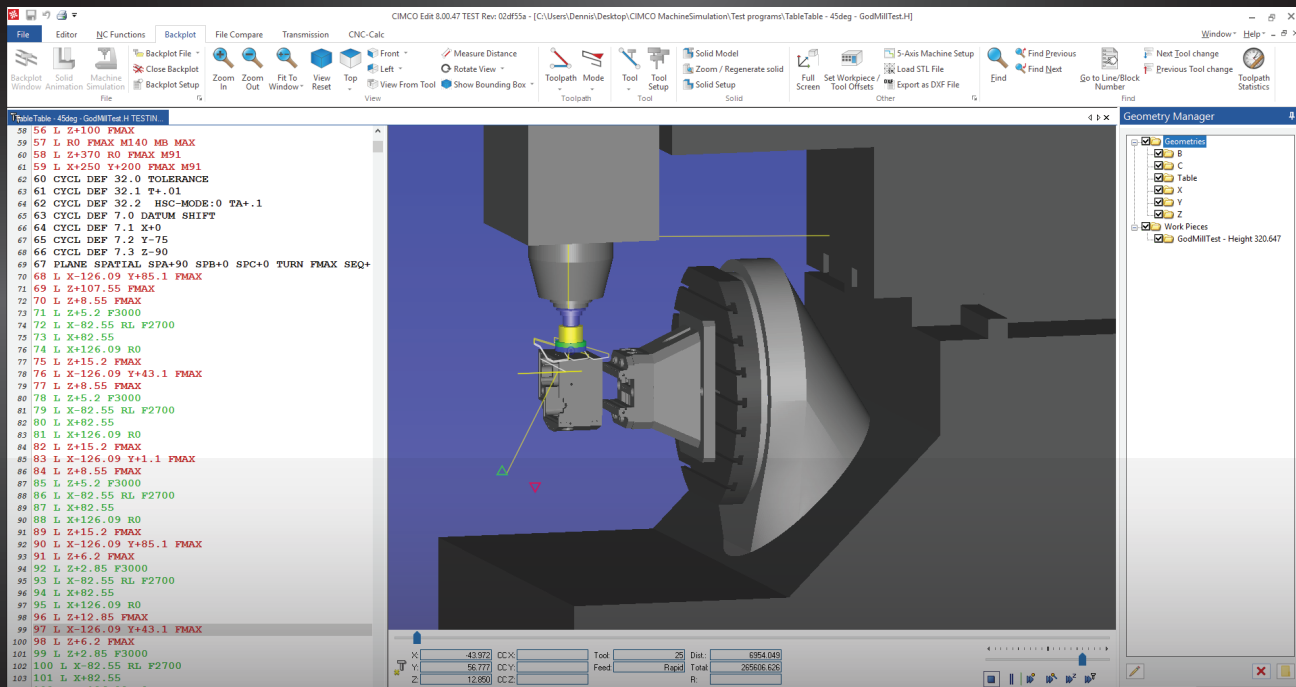 CIMCO Edit 8.00.47 TEST Rev: 02df55a - [C:\Users\Dennis\Desktop\CIMCO MachineSimulation\Test programs\TableTable - 45deg - GodMillTest.H]
File Editor NC Functions Backplot File Compare Transmission CNC-Calc Window Help
Backplot Window
Solid Animation
Machine Simulation
Backplot File
Close Backplot
Backplot Setup
File
Zoom In
Zoom Out
Fit To Window
View Reset
Top
Front
Left
View From Tool
Measure Distance
Rotate View
Show Bounding Box
View
Toolpath
Mode
Toolpath
Tool
Tool Setup
Tool
Solid Model
Zoom / Regenerate solid
Solid Setup
Solid
Full Screen
Set Workpiece / Tool Offsets
5-Axis Machine Setup
Load STL File
Export as DXF File
Other
Find
Find Previous
Find Next
Go to Line/Block Number
Next Tool change
Previous Tool change
Find
Toolpath Statistics
TableTable - 45deg - GodMillTest.H TESTIN...
58 56 L Z+100 FMAX
59 57 L R0 FMAX M140 MB MAX
60 58 L Z+370 R0 FMAX M91
61 59 L X+250 Y+200 FMAX M91
62 60 CYCL DEF 32.0 TOLERANCE
63 61 CYCL DEF 32.1 T+.01
64 62 CYCL DEF 32.2 HSC-MODE:0 TA+.1
65 63 CYCL DEF 7.0 DATUM SHIFT
66 64 CYCL DEF 7.1 X+0
67 65 CYCL DEF 7.2 Y-75
68 66 CYCL DEF 7.3 Z-90
69 67 PLANE SPATIAL SPA+90 SPB+0 SPC+0 TURN FMAX SEQ+
70 68 L X-126.09 Y+85.1 FMAX
71 69 L Z+107.55 FMAX
72 70 L Z+8.55 FMAX
73 71 L Z+5.2 F3000
74 72 L X-82.55 RL F2700
75 73 L X+82.55
76 74 L X+126.09 R0
77 75 L Z+15.2 FMAX
78 76 L X-126.09 Y+43.1 FMAX
79 77 L Z+8.55 FMAX
80 78 L Z+5.2 F3000
81 79 L X-82.55 RL F2700
82 80 L X+82.55
83 81 L X+126.09 R0
84 82 L Z+15.2 FMAX
85 83 L X-126.09 Y+1.1 FMAX
86 84 L Z+8.55 FMAX
87 85 L Z+5.2 F3000
88 86 L X-82.55 RL F2700
89 87 L X+82.55
90 88 L X+126.09 R0
91 89 L Z+15.2 FMAX
92 90 L X-126.09 Y+85.1 FMAX
93 91 L Z+6.2 FMAX
94 92 L Z+2.85 F3000
95 93 L X-82.55 RL F2700
96 94 L X+82.55
97 95 L X+126.09 R0
98 96 L Z+12.85 FMAX
99 97 L X-126.09 Y+43.1 FMAX
100 98 L Z+6.2 FMAX
101 99 L Z+2.85 F3000
102 100 L X-82.55 RL F2700
103 101 L X+82.55
X: -43.972 CC X: Tool: 25 Dist.: 6954.049
Y: 56.777 CC Y: Feed: Rapid Total: 265606.626
Z: 12.850 CC Z: R:
Geometry Manager
Geometries
B
C
Table
X
Y
Z
Work Pieces
GodMillTest - Height 320.647